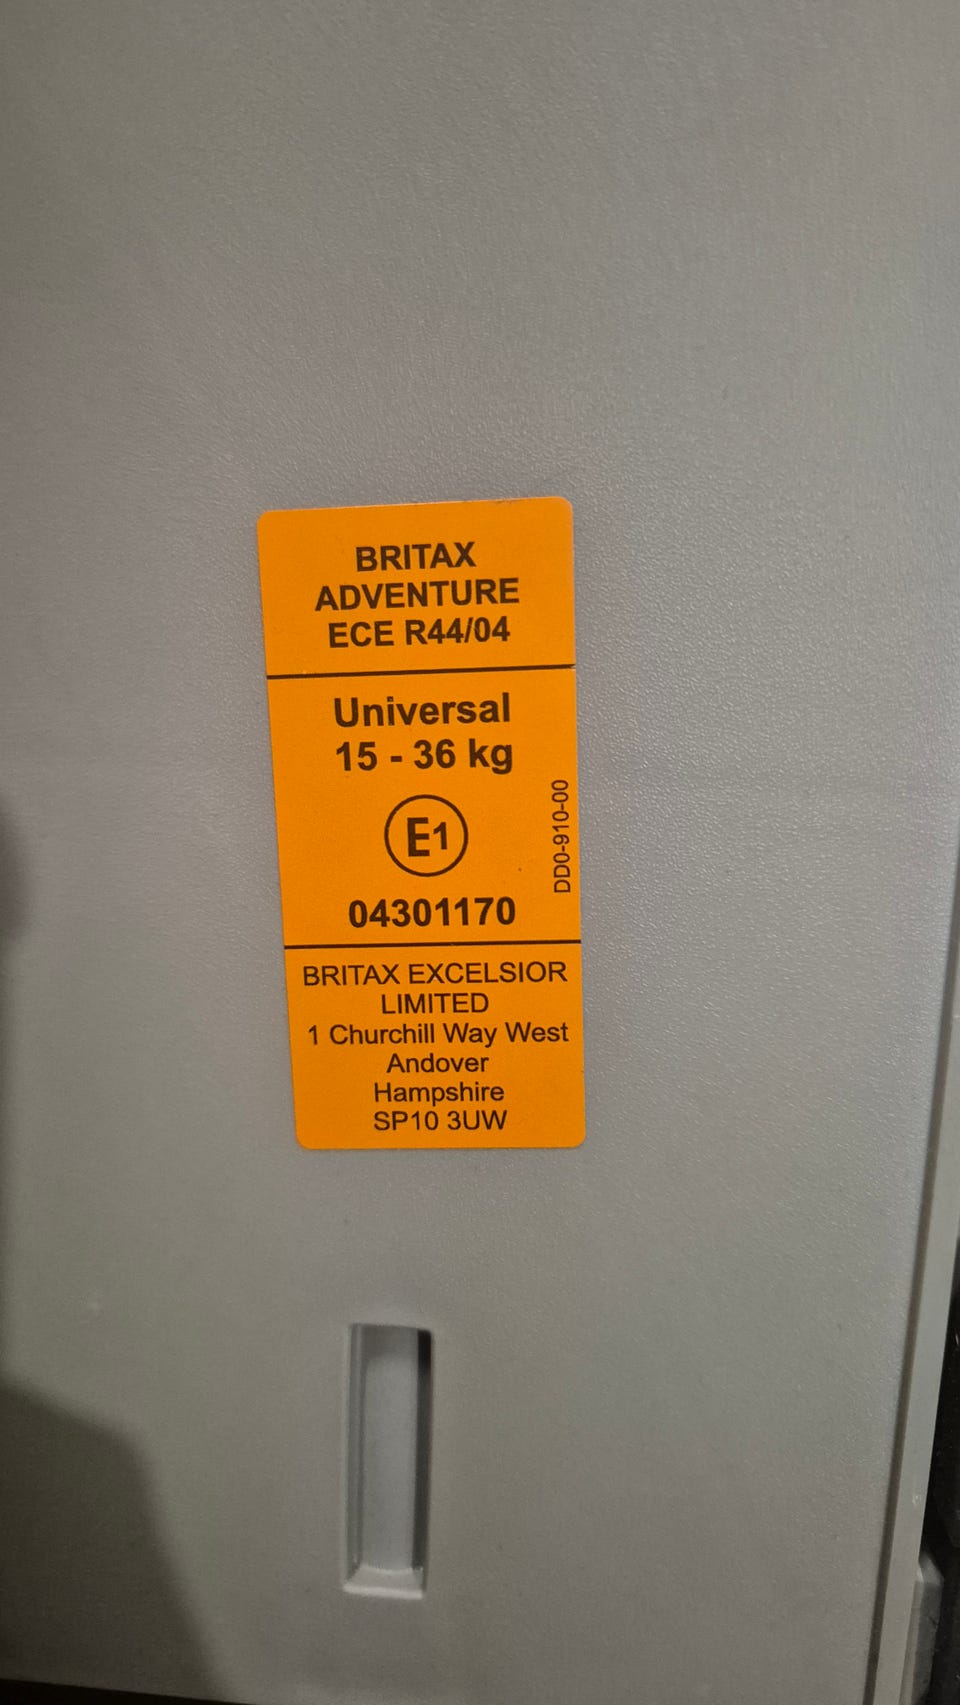 BRITAX
ADVENTURE
ECE R44/04
Universal
15 - 36 kg
E1
04301170
DD0-910-00
BRITAX EXCELSIOR
LIMITED
1 Churchill Way West
Andover
Hampshire
SP10 3UW